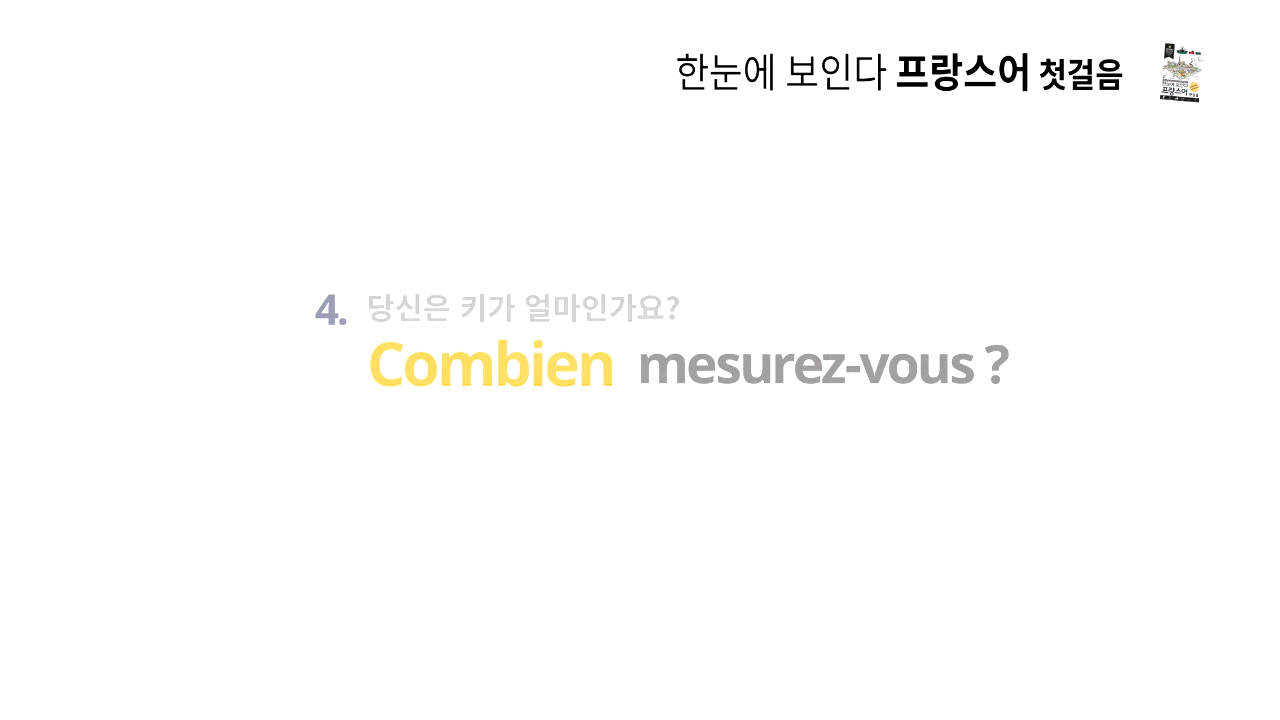 한눈에 보인다 프랑스어 첫걸음
4. 당신은 키가 얼마인가요?
Combien mesurez-vous ?